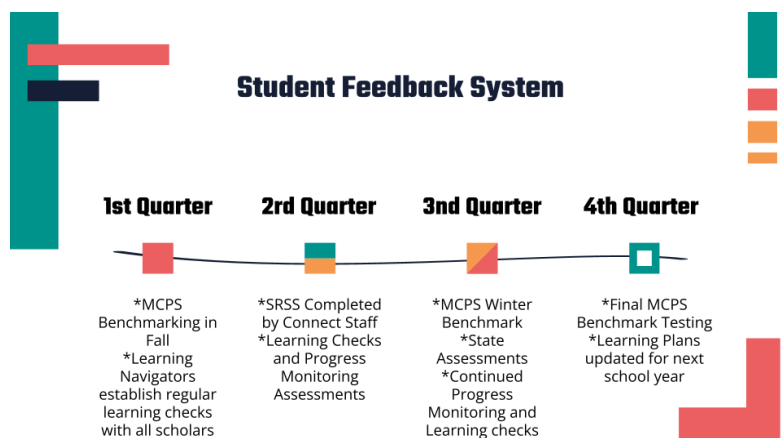 Student Feedback System
1st Quarter
*MCPS
Benchmarking in
Fall
*Learning
Navigators
establish regular
learning checks
with all scholars
2rd Quarter
*SRSS Completed
by Connect Staff
*Learning Checks
and Progress
Monitoring
Assessments
3nd Quarter
*MCPS Winter
Benchmark
*State
Assessments
*Continued
Progress
Monitoring and
Learning checks
4th Quarter
*Final MCPS
Benchmark Testing
*Learning Plans
updated for next
school year